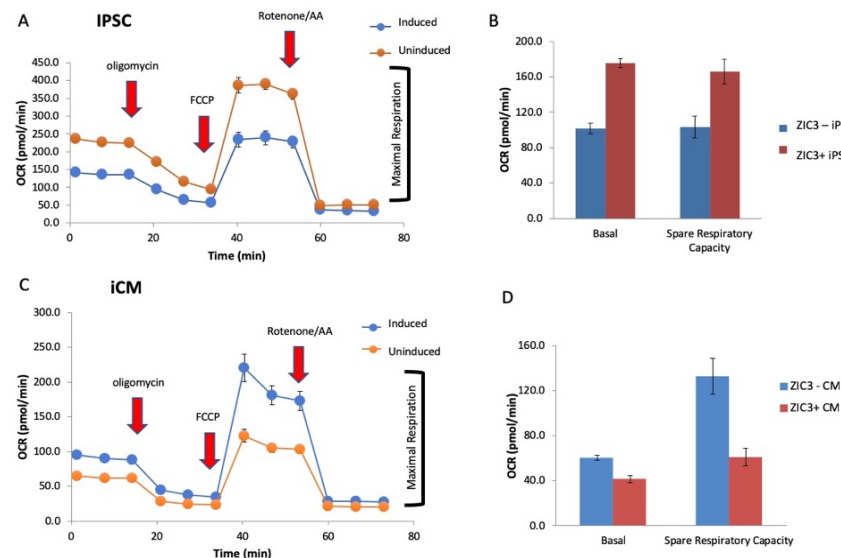 A
IPSC
Rotenone/AA
Induced
Uninduced
oligomycin
FCCP
Maximal Respiration
OCR (pmol/min)
450.0
400.0
350.0
300.0
250.0
200.0
150.0
100.0
50.0
0.0
0
20
40
60
80
Time (min)
B
OCR (pmol/min)
200.0
160.0
120.0
80.0
40.0
0.0
ZIC3 – iP
ZIC3+ iPS
Basal
Spare Respiratory
Capacity
C
iCM
Rotenone/AA
Induced
Uninduced
oligomycin
FCCP
Maximal Respiration
OCR (pmol/min)
300.0
250.0
200.0
150.0
100.0
50.0
0.0
0
20
40
60
80
Time (min)
D
OCR (pmol/min)
160.0
120.0
80.0
40.0
0.0
ZIC3 - CM
ZIC3+ CM
Basal
Spare Respiratory Capacity